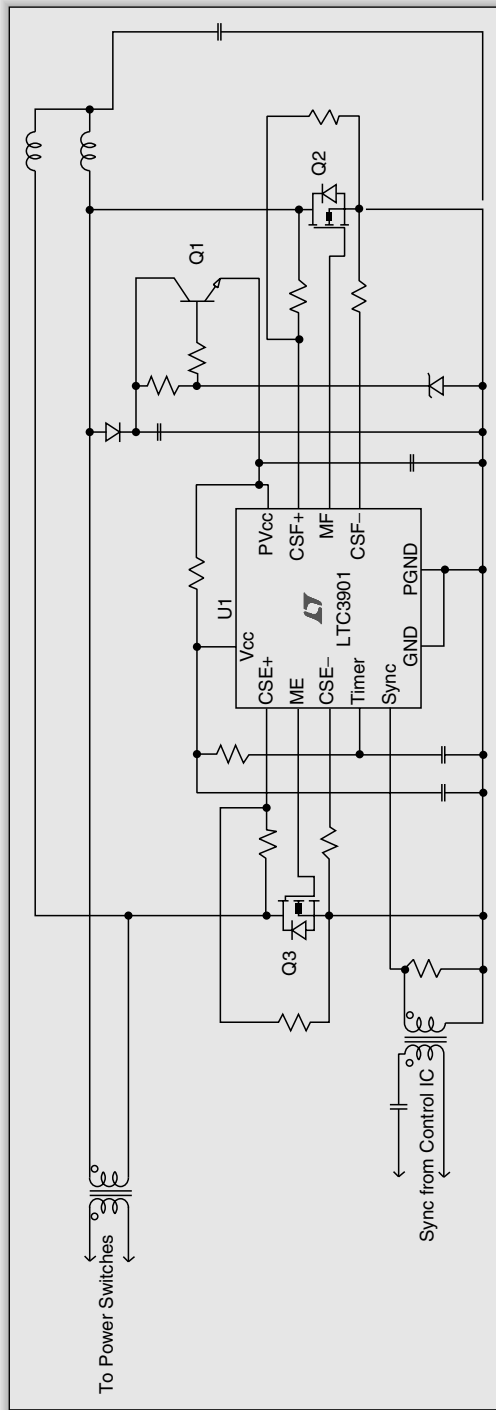 To Power Switches
Sync from Control IC
Q3
U1
Vcc
CSE+
ME
CSE−
Timer
Sync
LTC3901
GND
PGND
PVcc
CSF+
MF
CSF−
Q1
Q2